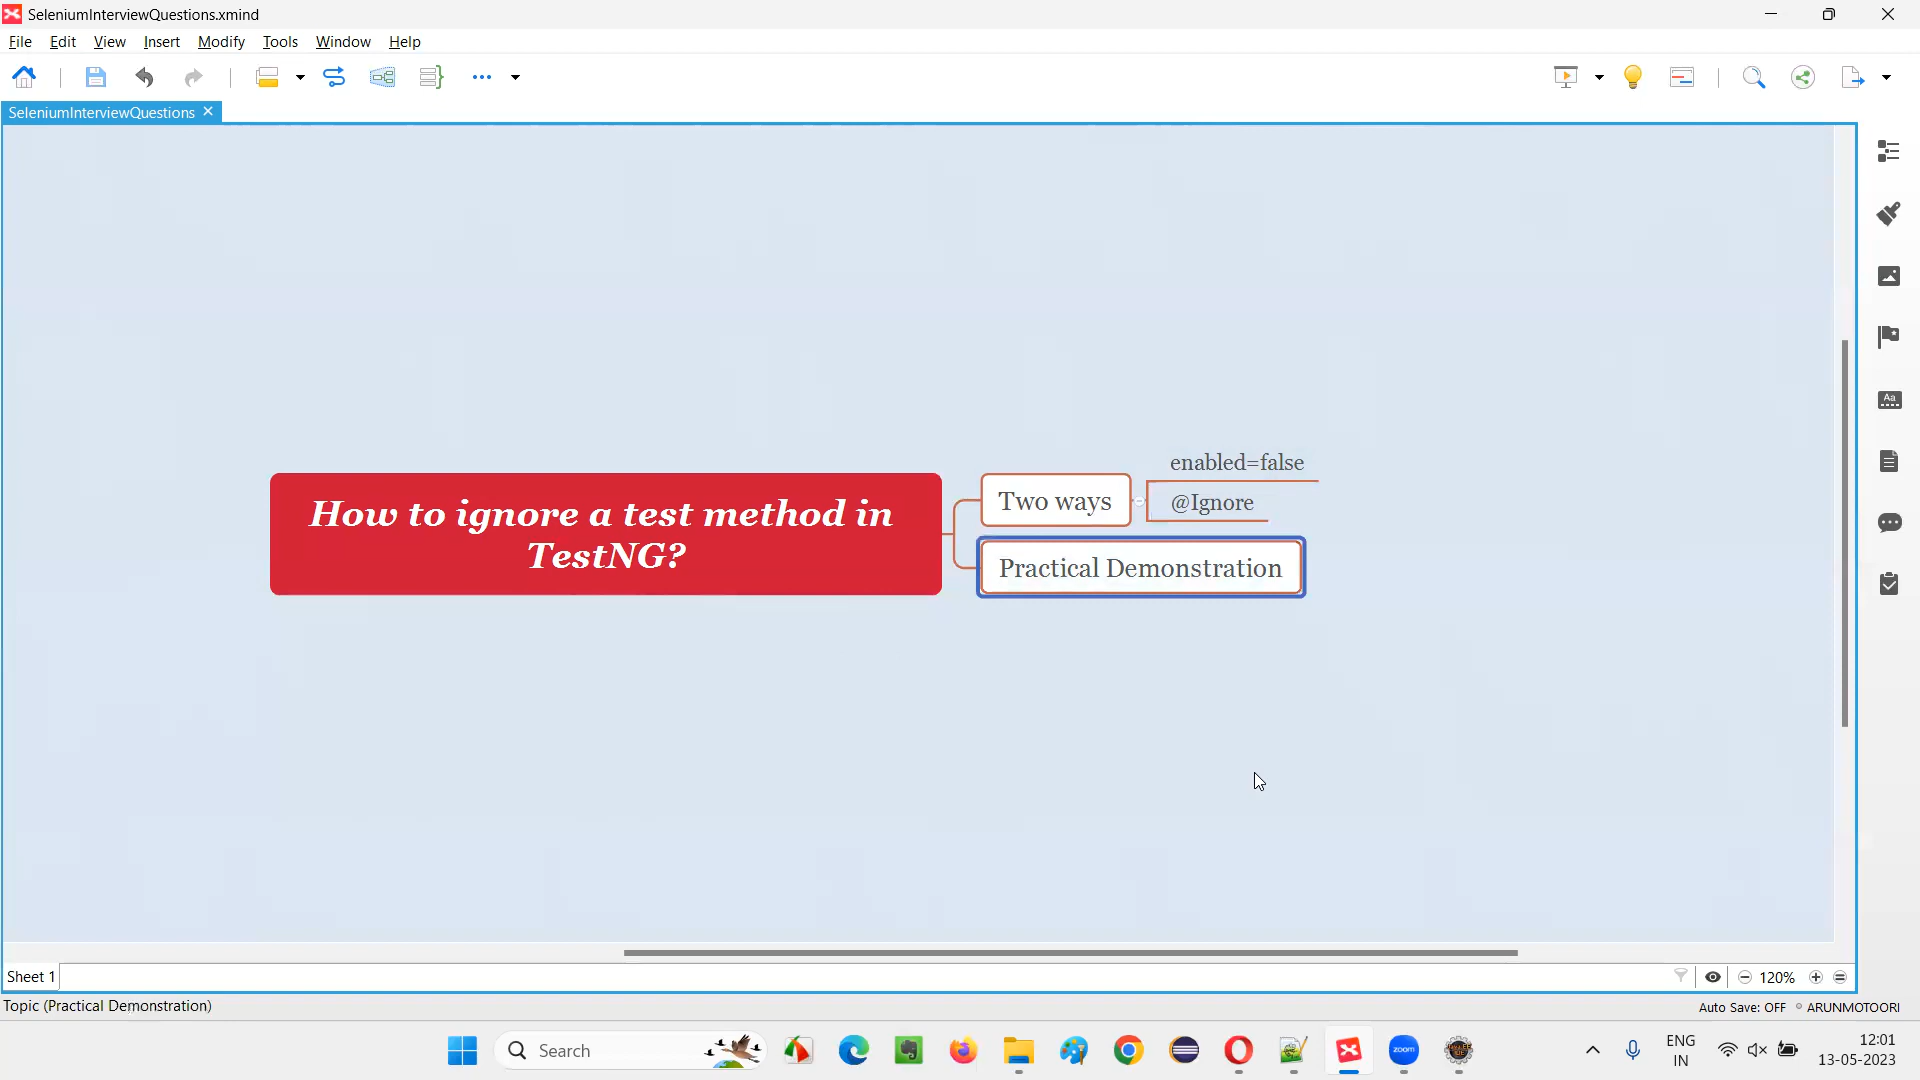 SeleniumInterviewQuestions.xmind
File Edit View Insert Modify Tools Window Help
SeleniumInterviewQuestions
How to ignore a test method in
TestNG?
Two ways
enabled=false
@Ignore
Practical Demonstration
Aa
Sheet 1
120%
Topic (Practical Demonstration)
Auto Save: OFF ARUNMOTOORI
Search
zoom
ENG
IN
12:01
13-05-2023